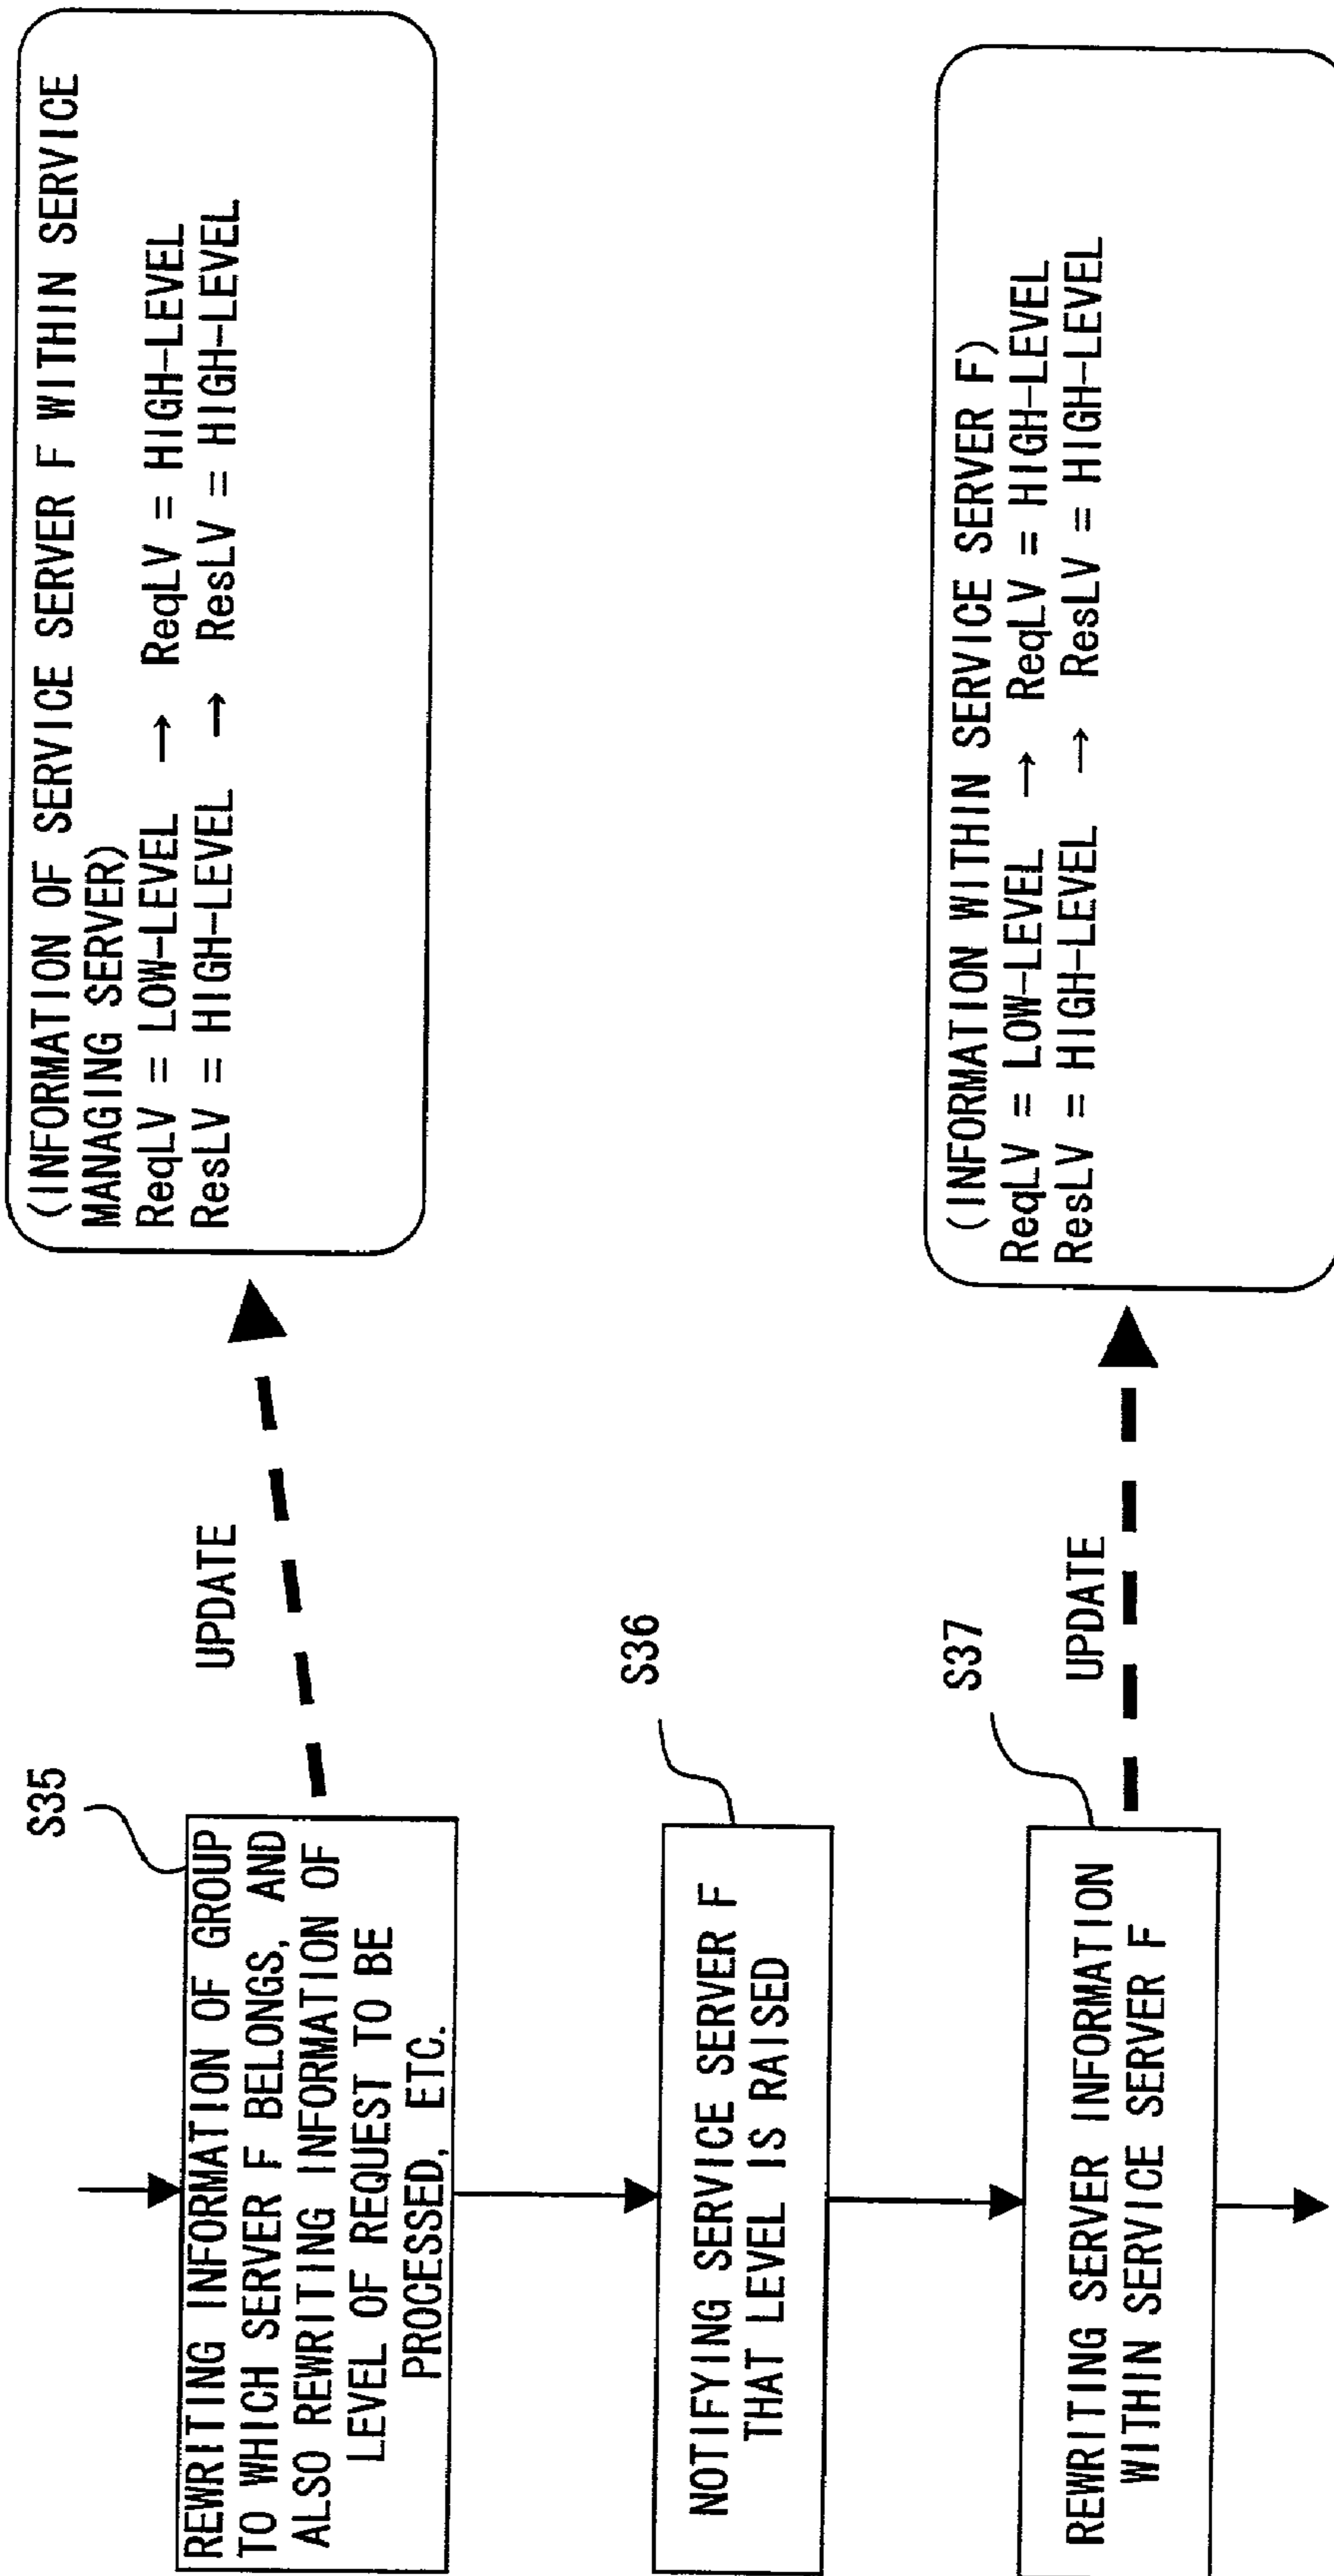 S35
REWRITING INFORMATION OF GROUP
TO WHICH SERVER F BELONGS, AND
ALSO REWRITING INFORMATION OF
LEVEL OF REQUEST TO BE
PROCESSED, ETC.
UPDATE
(INFORMATION OF SERVICE SERVER F WITHIN SERVICE
MANAGING SERVER)
ReqLV = LOW-LEVEL → ReqLV = HIGH-LEVEL
ResLV = HIGH-LEVEL → ResLV = HIGH-LEVEL
S36
NOTIFYING SERVICE SERVER F
THAT LEVEL IS RAISED
S37
REWRITING SERVER INFORMATION
WITHIN SERVICE SERVER F
UPDATE
(INFORMATION WITHIN SERVICE SERVER F)
ReqLV = LOW-LEVEL → ReqLV = HIGH-LEVEL
ResLV = HIGH-LEVEL → ResLV = HIGH-LEVEL